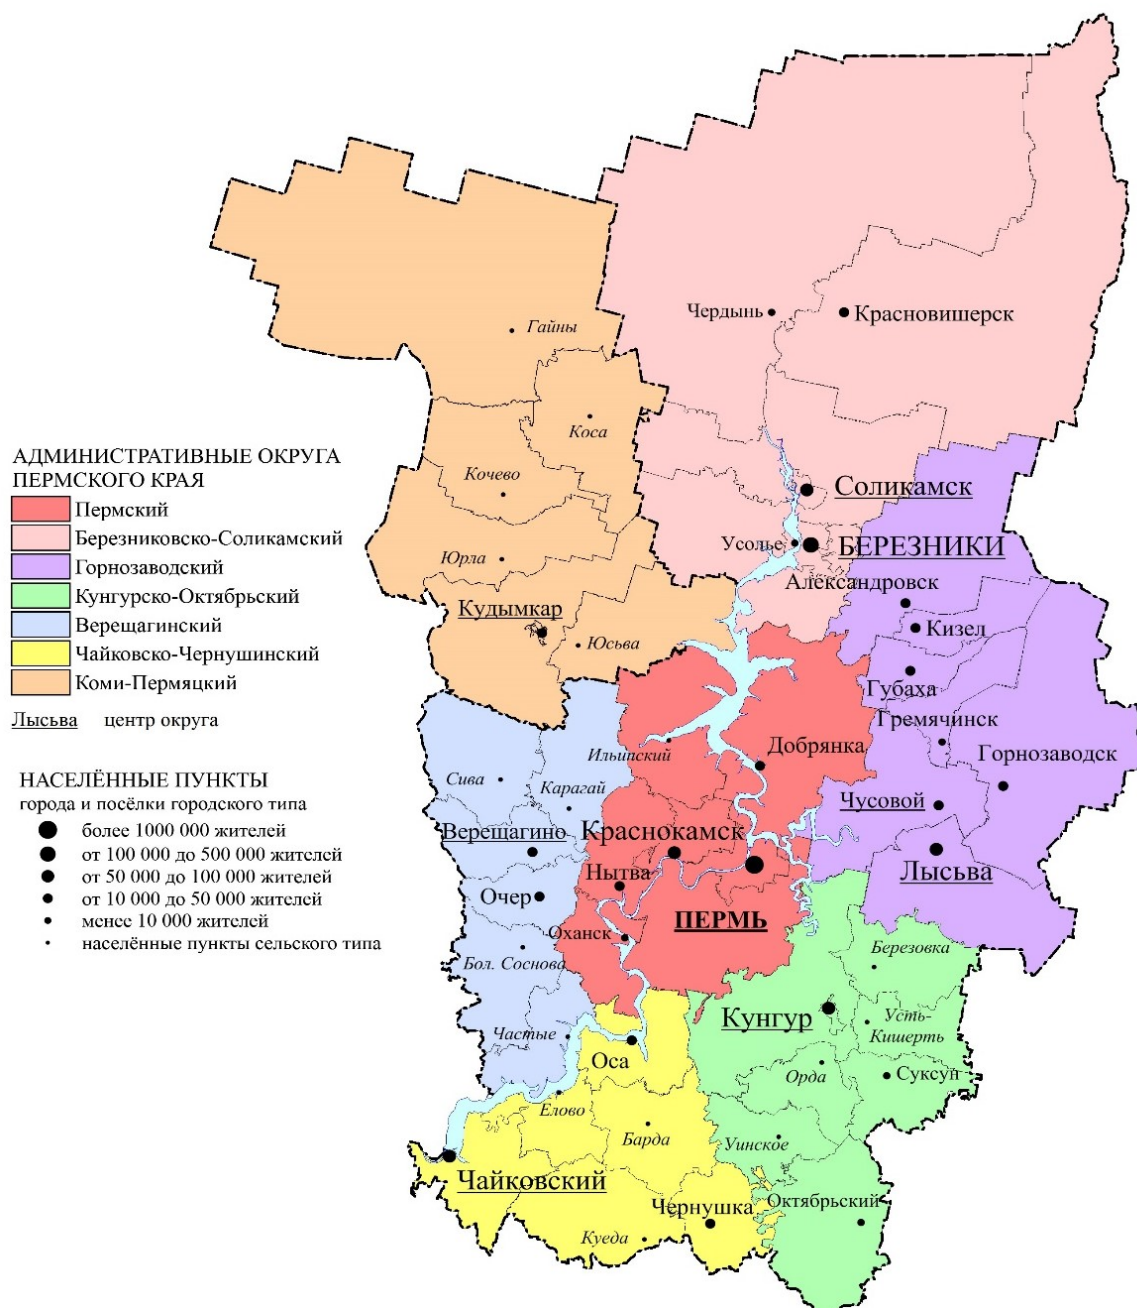 Чердынь
Красновишерск
Гайны
Коса
АДМИНИСТРАТИВНЫЕ ОКРУГА
ПЕРМСКОГО КРАЯ
Пермский
Березниковско-Соликамский
Горнозаводский
Кунгурско-Октябрьский
Верещагинский
Чайковско-Чернушинский
Коми-Пермяцкий
Лысьва центр округа
НАСЕЛЁННЫЕ ПУНКТЫ
города и посёлки городского типа
более 1000 000 жителей
от 100 000 до 500 000 жителей
от 50 000 до 100 000 жителей
от 10 000 до 50 000 жителей
менее 10 000 жителей
населённые пункты сельского типа
Кочево
Соликамск
Усолье
БЕРЕЗНИКИ
Юрла
Александровск
Кудымкар
Кизел
Юсьва
Губаха
Гремячинск
Ильинский
Добрянка
Горнозаводск
Сива
Карагай
Чусовой
Верещагино
Краснокамск
Нытва
Лысьва
Очер
ПЕРМЬ
Оханск
Березовка
Бол. Соснова
Кунгур
Усть-
Кишерть
Частые
Оса
Орда
Суксун
Елово
Барда
Уинское
Чайковский
Чернушка
Октябрьский
Куеда